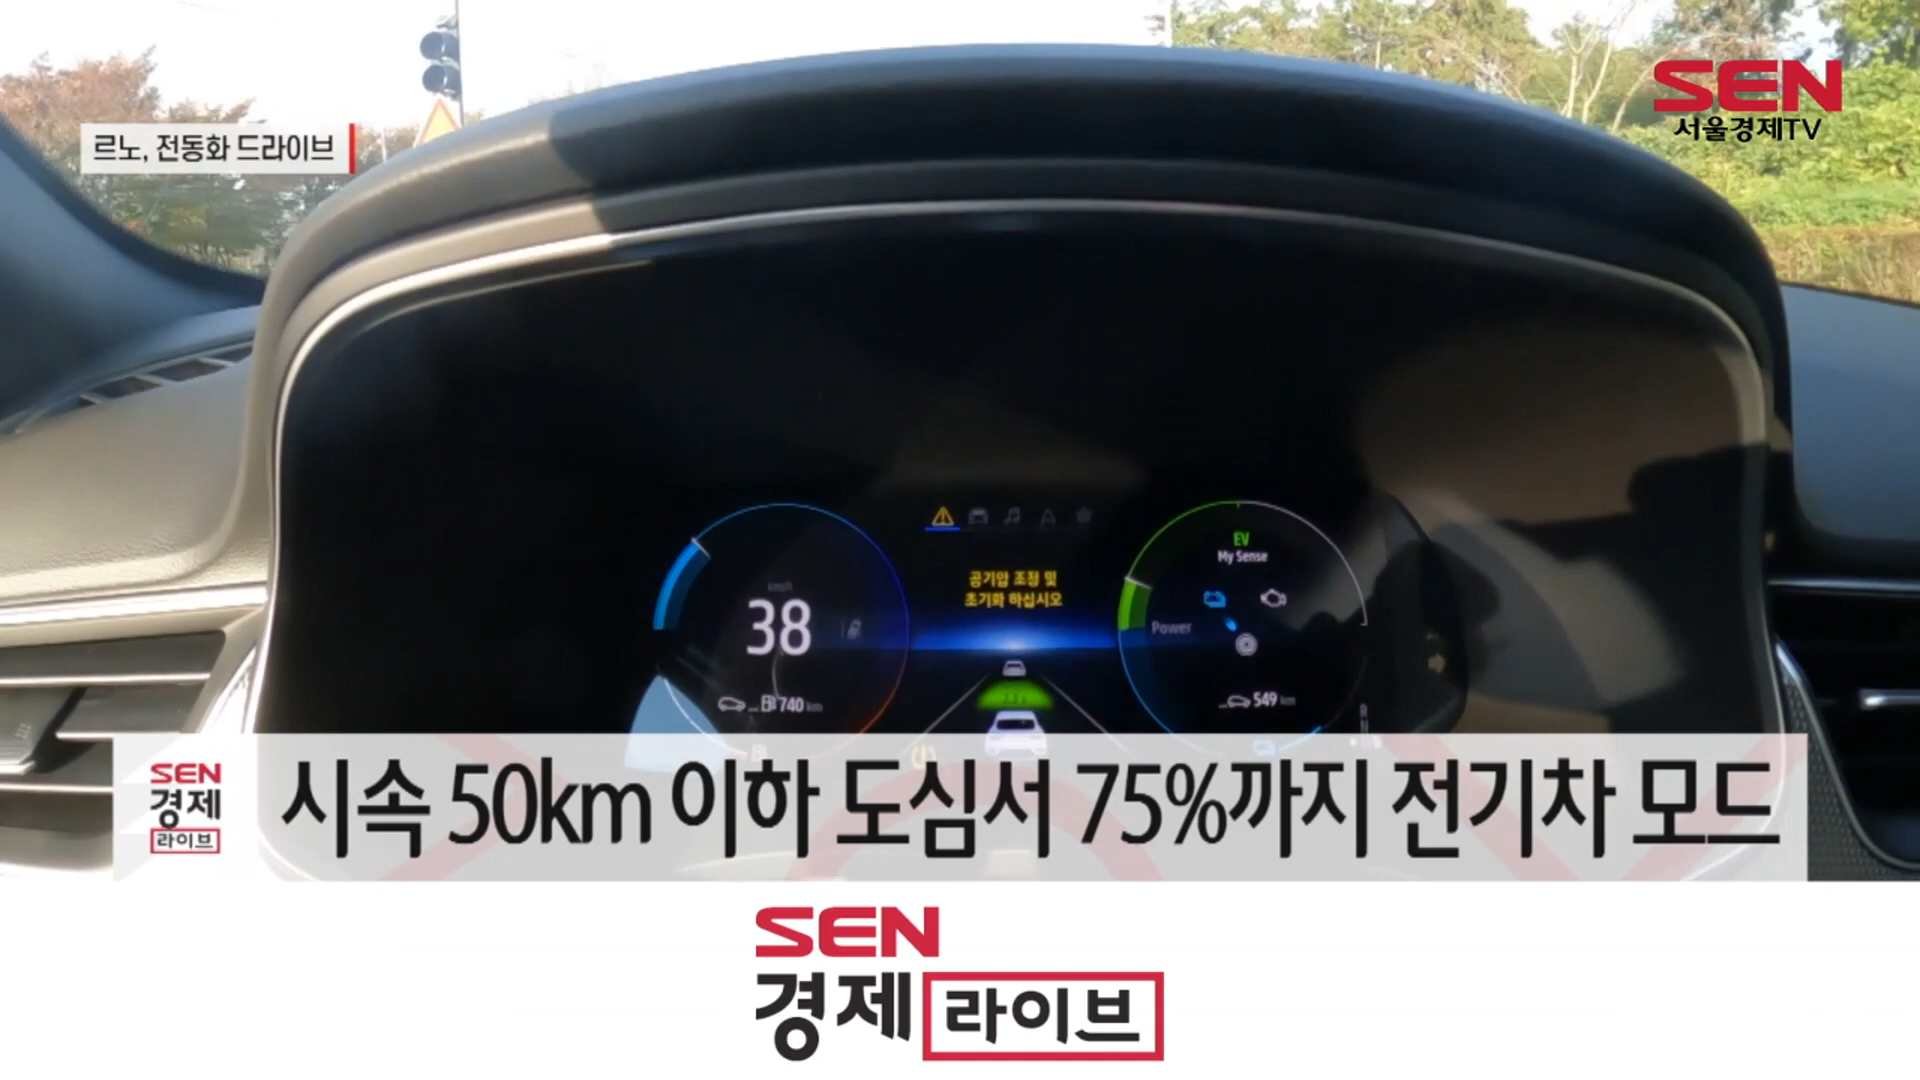 SEN
서울경제TV
르노, 전동화 드라이브
EV
My Sense
km/h
38
공기압 조정 및
초기화 하십시오
Power
740 km
549 km
SEN
경제
라이브
시속 50km 이하 도심서 75%까지 전기차 모드
SEN
경제 라이브